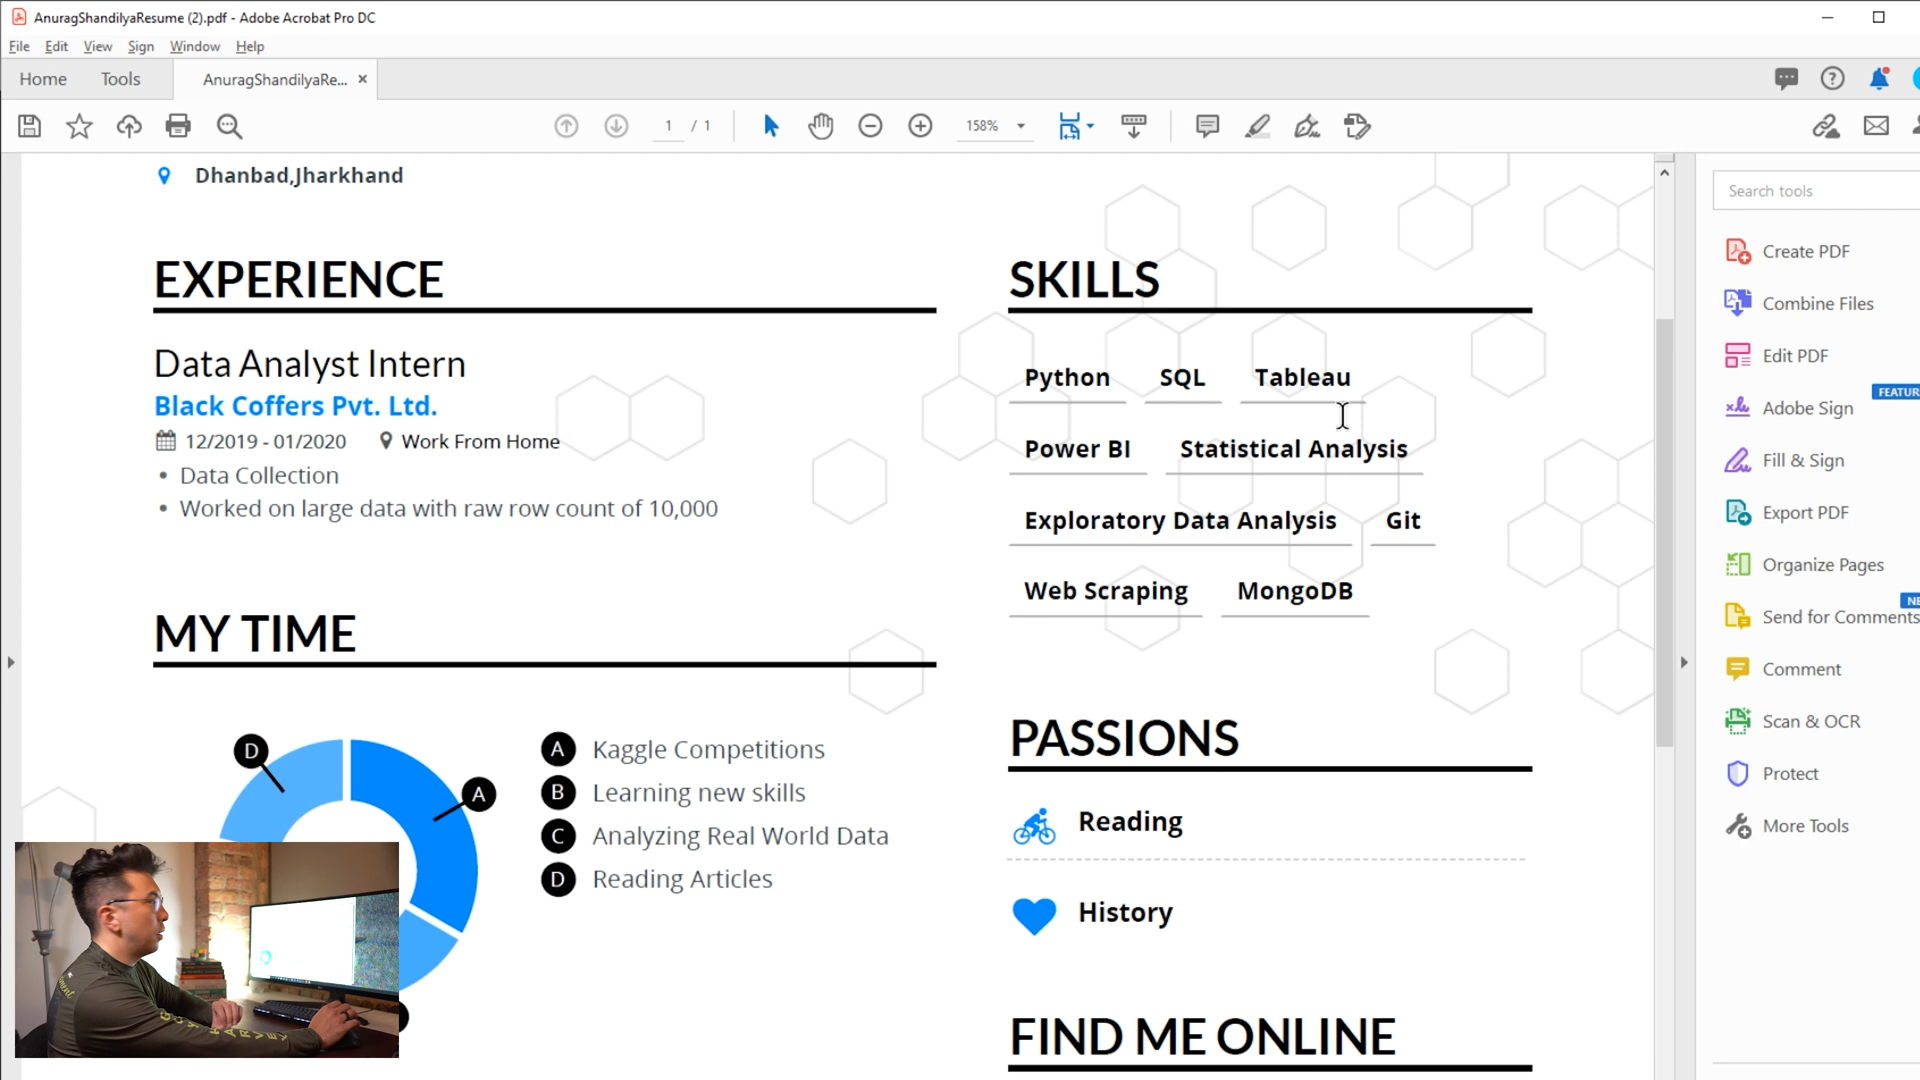 AnuragShandilyaResume (2).pdf - Adobe Acrobat Pro DC
File Edit View Sign Window Help
Home Tools AnuragShandilyaRe... ×
1 / 1 158%
Dhanbad,Jharkhand
EXPERIENCE
Data Analyst Intern
Black Coffers Pvt. Ltd.
12/2019 - 01/2020 Work From Home
• Data Collection
• Worked on large data with raw row count of 10,000
MY TIME
D
A
A Kaggle Competitions
B Learning new skills
C Analyzing Real World Data
D Reading Articles
SKILLS
Python SQL Tableau
Power BI Statistical Analysis
Exploratory Data Analysis Git
Web Scraping MongoDB
PASSIONS
Reading
History
FIND ME ONLINE
Search tools
Create PDF
Combine Files
Edit PDF
FEATUR
Adobe Sign
Fill & Sign
Export PDF
Organize Pages
NE
Send for Comments
Comment
Scan & OCR
Protect
More Tools